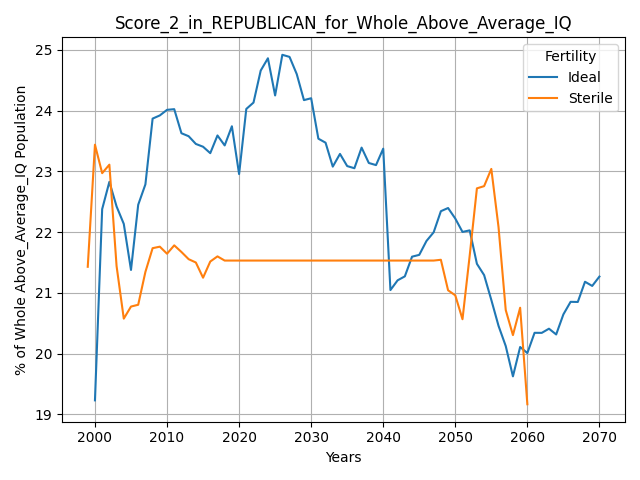 Score_2_in_REPUBLICAN_for_Whole_Above_Average_IQ
Fertility
Ideal
Sterile
% of Whole Above_Average_IQ Population
25
24
23
22
21
20
19
2000 2010 2020 2030 2040 2050 2060 2070
Years